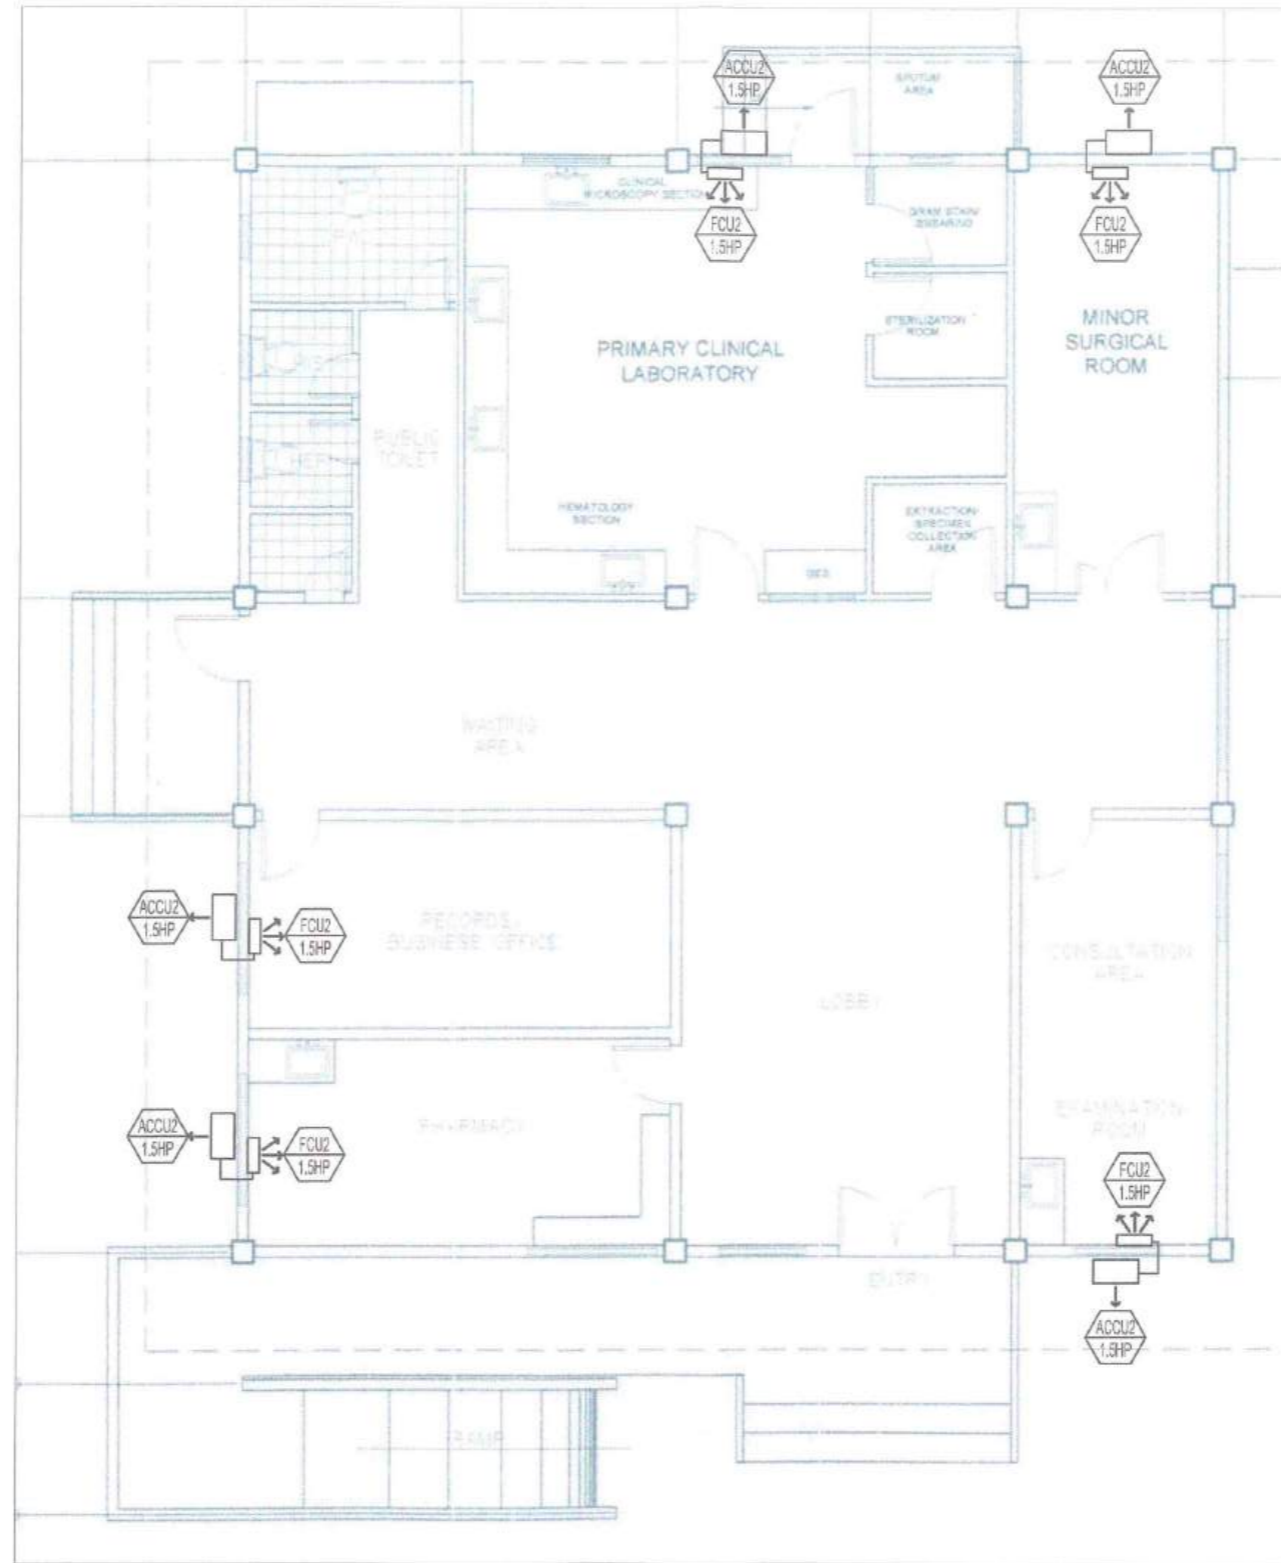 ACCU2
1.5HP
SPUTUM
AREA
ACCU2
1.5HP
CLINICAL
MICROSCOPY SECTION
FCU2
1.5HP
GRAM STAIN/
SMEARING
FCU2
1.5HP
STERILIZATION
ROOM
PRIMARY CLINICAL
LABORATORY
MINOR
SURGICAL
ROOM
PUBLIC
TOILET
HEMATOLOGY
SECTION
EXTRACTION/
SPECIMEN
COLLECTION
AREA
WAITING
AREA
ACCU2
1.5HP
FCU2
1.5HP
RECORDS/
BUSINESS OFFICE
CONSULTATION
AREA
LOBBY
ACCU2
1.5HP
FCU2
1.5HP
PHARMACY
EXAMINATION
ROOM
FCU2
1.5HP
ENTRY
ACCU2
1.5HP
RAMP